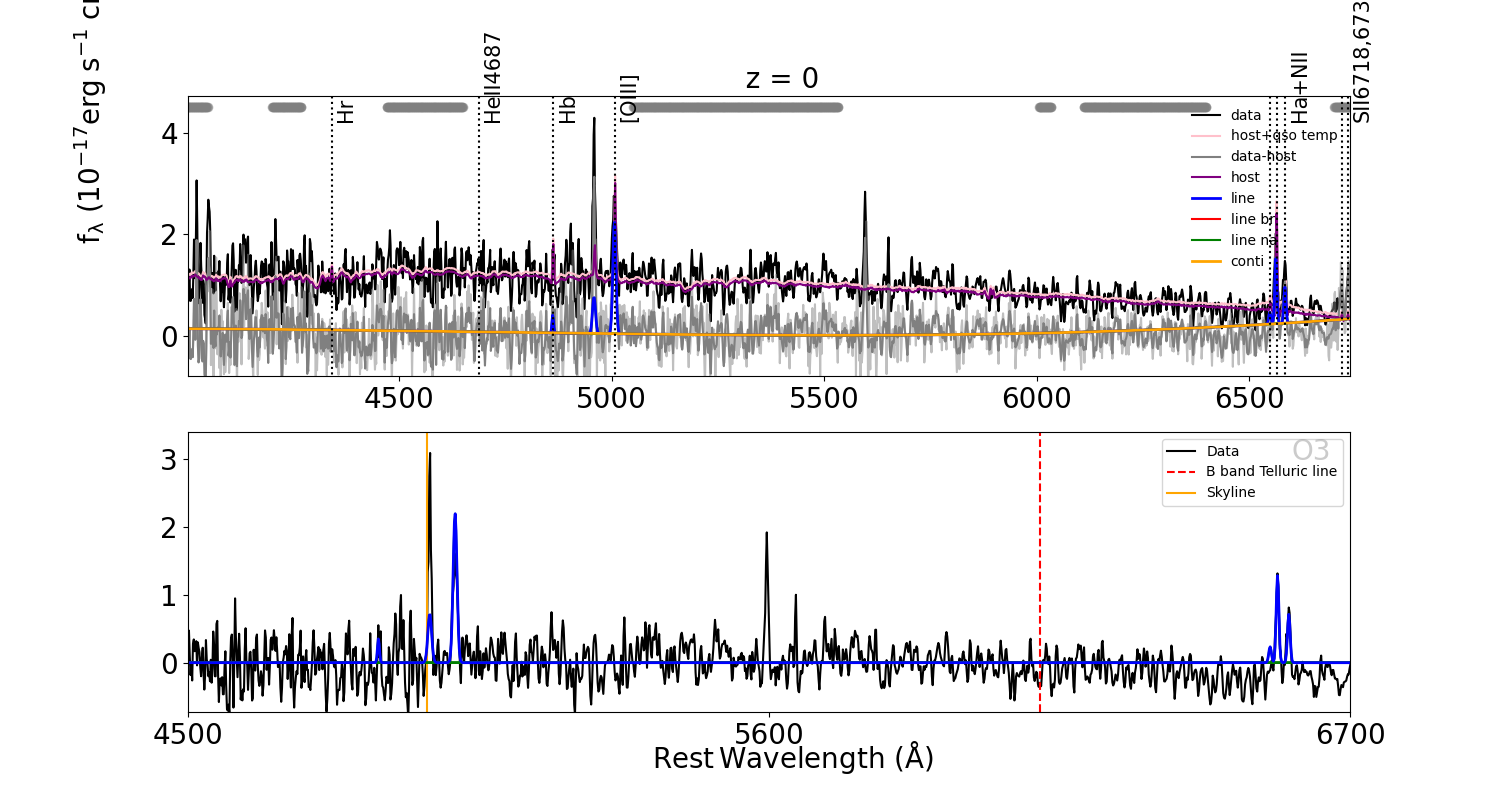 z = 0
f_λ (10^{-17}erg s^{-1} c
Hr
HeII4687
Hb
[OIII]
Ha+NII
SII6718,673
data
host+qso temp
data-host
host
line
line br
line na
conti
4
2
0
4500 5000 5500 6000 6500
O3
Data
B band Telluric line
Skyline
3
2
1
0
4500 5600 6700
Rest Wavelength (Å)